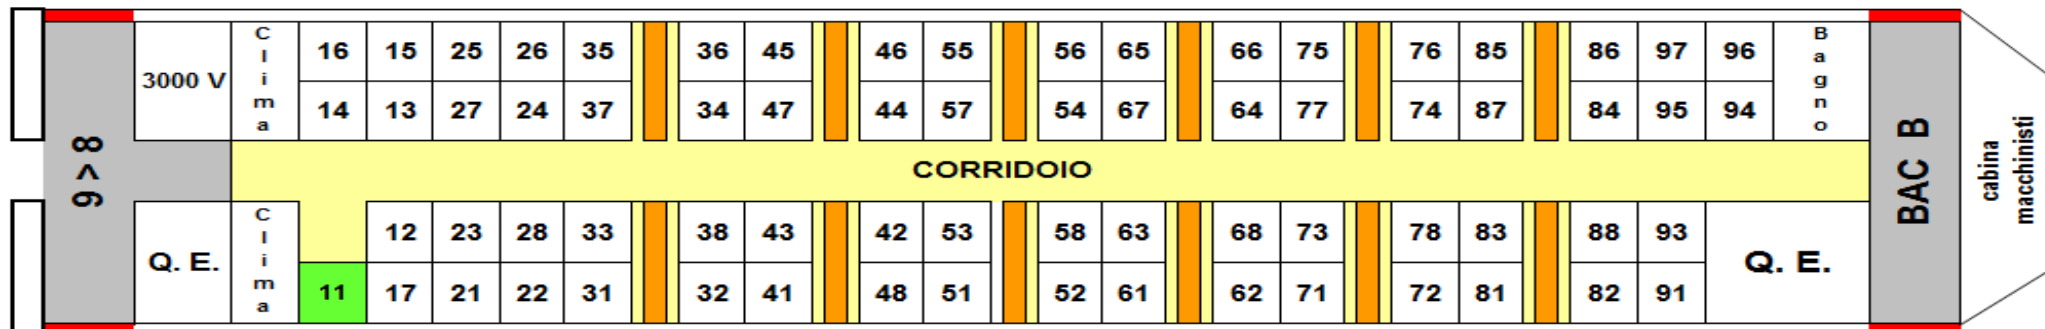 9 > 8
3000 V
Clima
16 15 25 26 35 36 45 46 55 56 65 66 75 76 85 86 97 96
14 13 27 24 37 34 47 44 57 54 67 64 77 74 87 84 95 94
Bagno
CORRIDOIO
Q. E.
Clima
12 23 28 33 38 43 42 53 58 63 68 73 78 83 88 93
11 17 21 22 31 32 41 48 51 52 61 62 71 72 81 82 91
Q. E.
BAC B
cabina
macchinisti